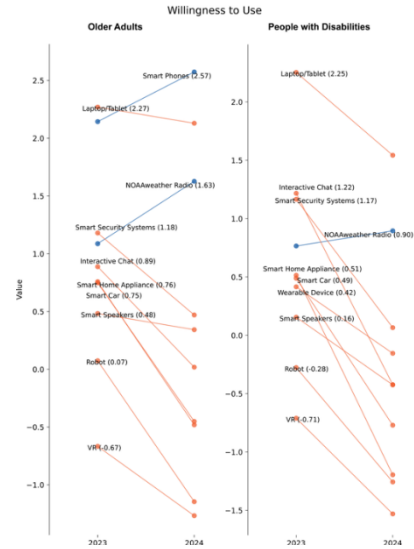 Willingness to Use
Older Adults
People with Disabilities
Value
2.5
2.0
1.5
1.0
0.5
0.0
−0.5
−1.0
Smart Phones (2.57)
Laptop/Tablet (2.27)
NOAAweather Radio (1.63)
Smart Security Systems (1.18)
Interactive Chat (0.89)
Smart Home Appliance (0.76)
Smart Car (0.75)
Smart Speakers (0.48)
Robot (0.07)
VR (-0.67)
2023
2024
2.0
1.5
1.0
0.5
0.0
−0.5
−1.0
−1.5
Laptop/Tablet (2.25)
Interactive Chat (1.22)
Smart Security Systems (1.17)
NOAAweather Radio (0.90)
Smart Home Appliance (0.51)
Smart Car (0.49)
Wearable Device (0.42)
Smart Speakers (0.16)
Robot (-0.28)
VR (-0.71)
2023
2024